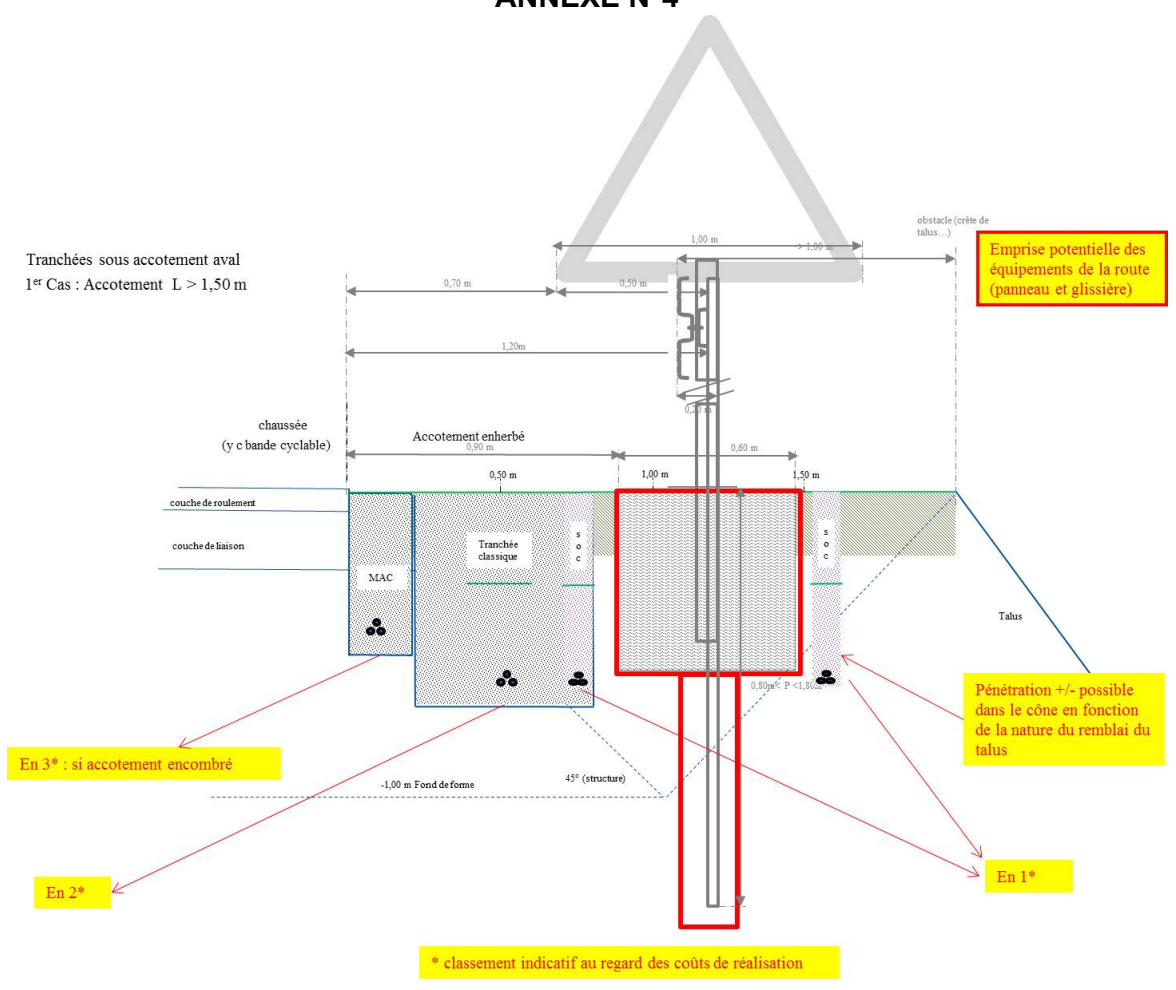 ANNEXE N°4
obstacle (crête de
talus…)
1,00 m
> 1,00 m
Tranchées sous accotement aval
1er Cas : Accotement L > 1,50 m
Emprise potentielle des
équipements de la route
(panneau et glissière)
0,70 m
0,50 m
1,20m
0,20 m
chaussée
(y c bande cyclable)
Accotement enherbé
0,90 m
0,60 m
0,50 m
1,00 m
1,50 m
couche de roulement
couche de liaison
MAC
Tranchée
classique
s
o
c
s
o
c
Talus
0,80m< P <1,80m
Pénétration +/- possible
dans le cône en fonction
de la nature du remblai du
talus
En 3* : si accotement encombré
-1,00 m Fond de forme
45° (structure)
En 2*
En 1*
* classement indicatif au regard des coûts de réalisation